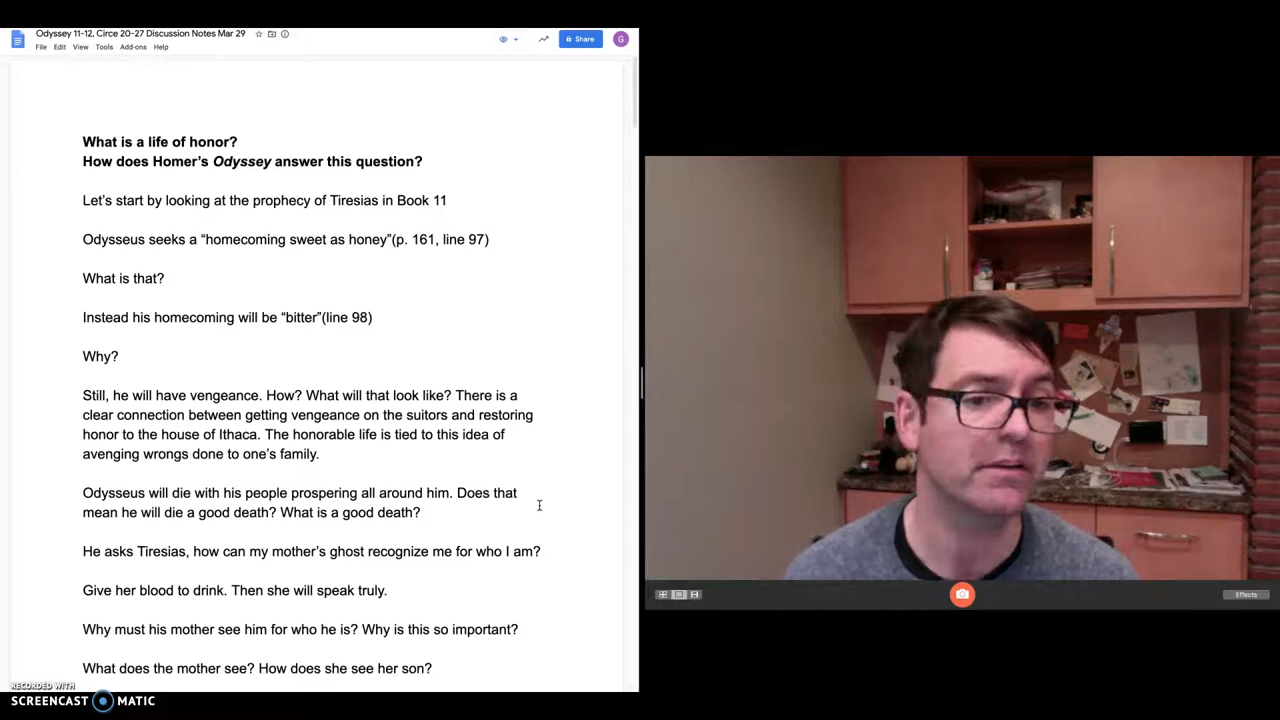 Odyssey 11-12, Circe 20-27 Discussion Notes Mar 29
File Edit View Tools Add-ons Help
Share
G
What is a life of honor?
How does Homer’s Odyssey answer this question?
Let’s start by looking at the prophecy of Tiresias in Book 11
Odysseus seeks a “homecoming sweet as honey”(p. 161, line 97)
What is that?
Instead his homecoming will be “bitter”(line 98)
Why?
Still, he will have vengeance. How? What will that look like? There is a
clear connection between getting vengeance on the suitors and restoring
honor to the house of Ithaca. The honorable life is tied to this idea of
avenging wrongs done to one’s family.
Odysseus will die with his people prospering all around him. Does that
mean he will die a good death? What is a good death?
He asks Tiresias, how can my mother’s ghost recognize me for who I am?
Give her blood to drink. Then she will speak truly.
Why must his mother see him for who he is? Why is this so important?
What does the mother see? How does she see her son?
Effects
RECORDED WITH
SCREENCAST MATIC